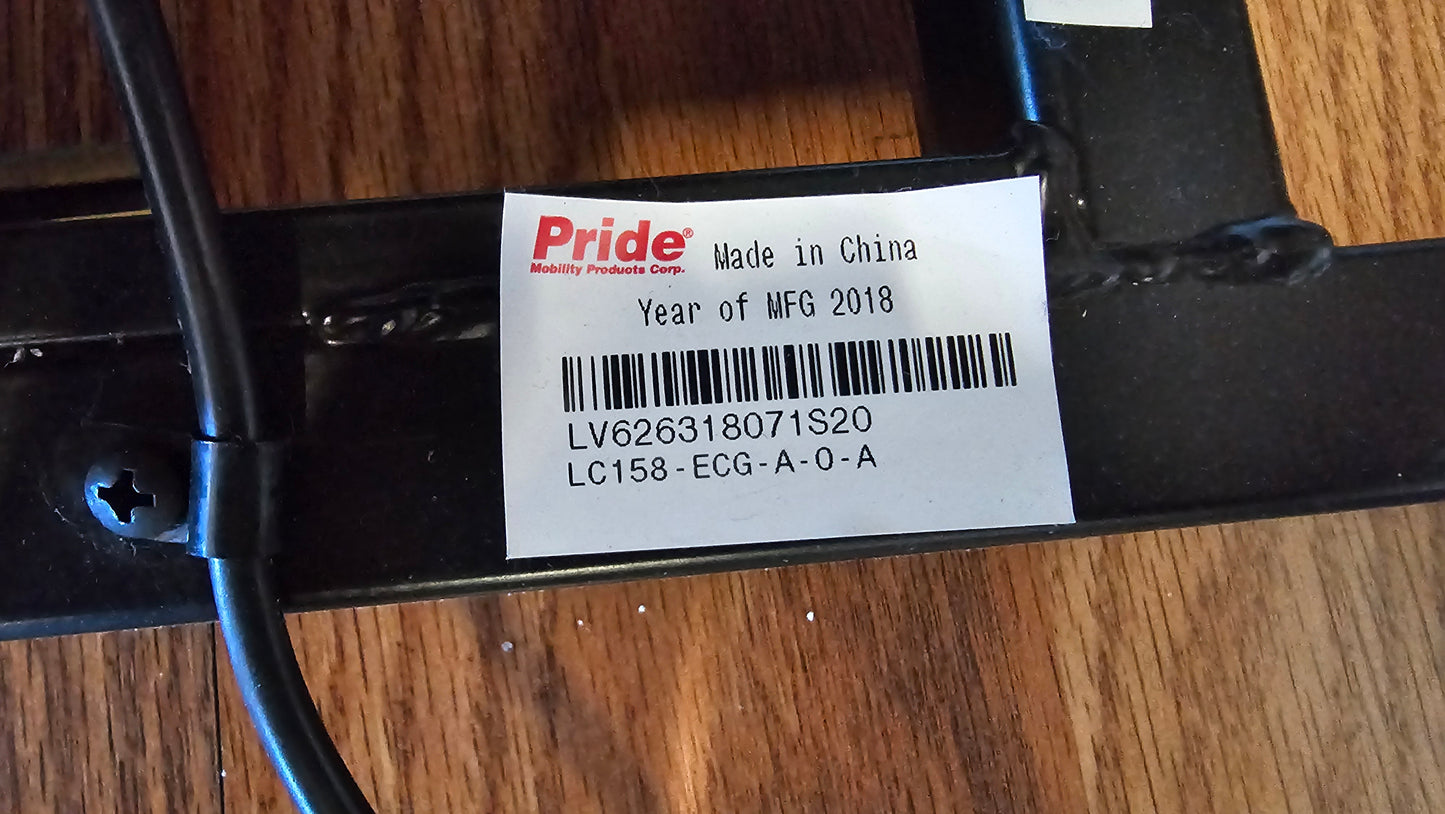 Pride® Made in China
Mobility Products Corp.
Year of MFG 2018
LV626318071S20
LC158-ECG-A-0-A